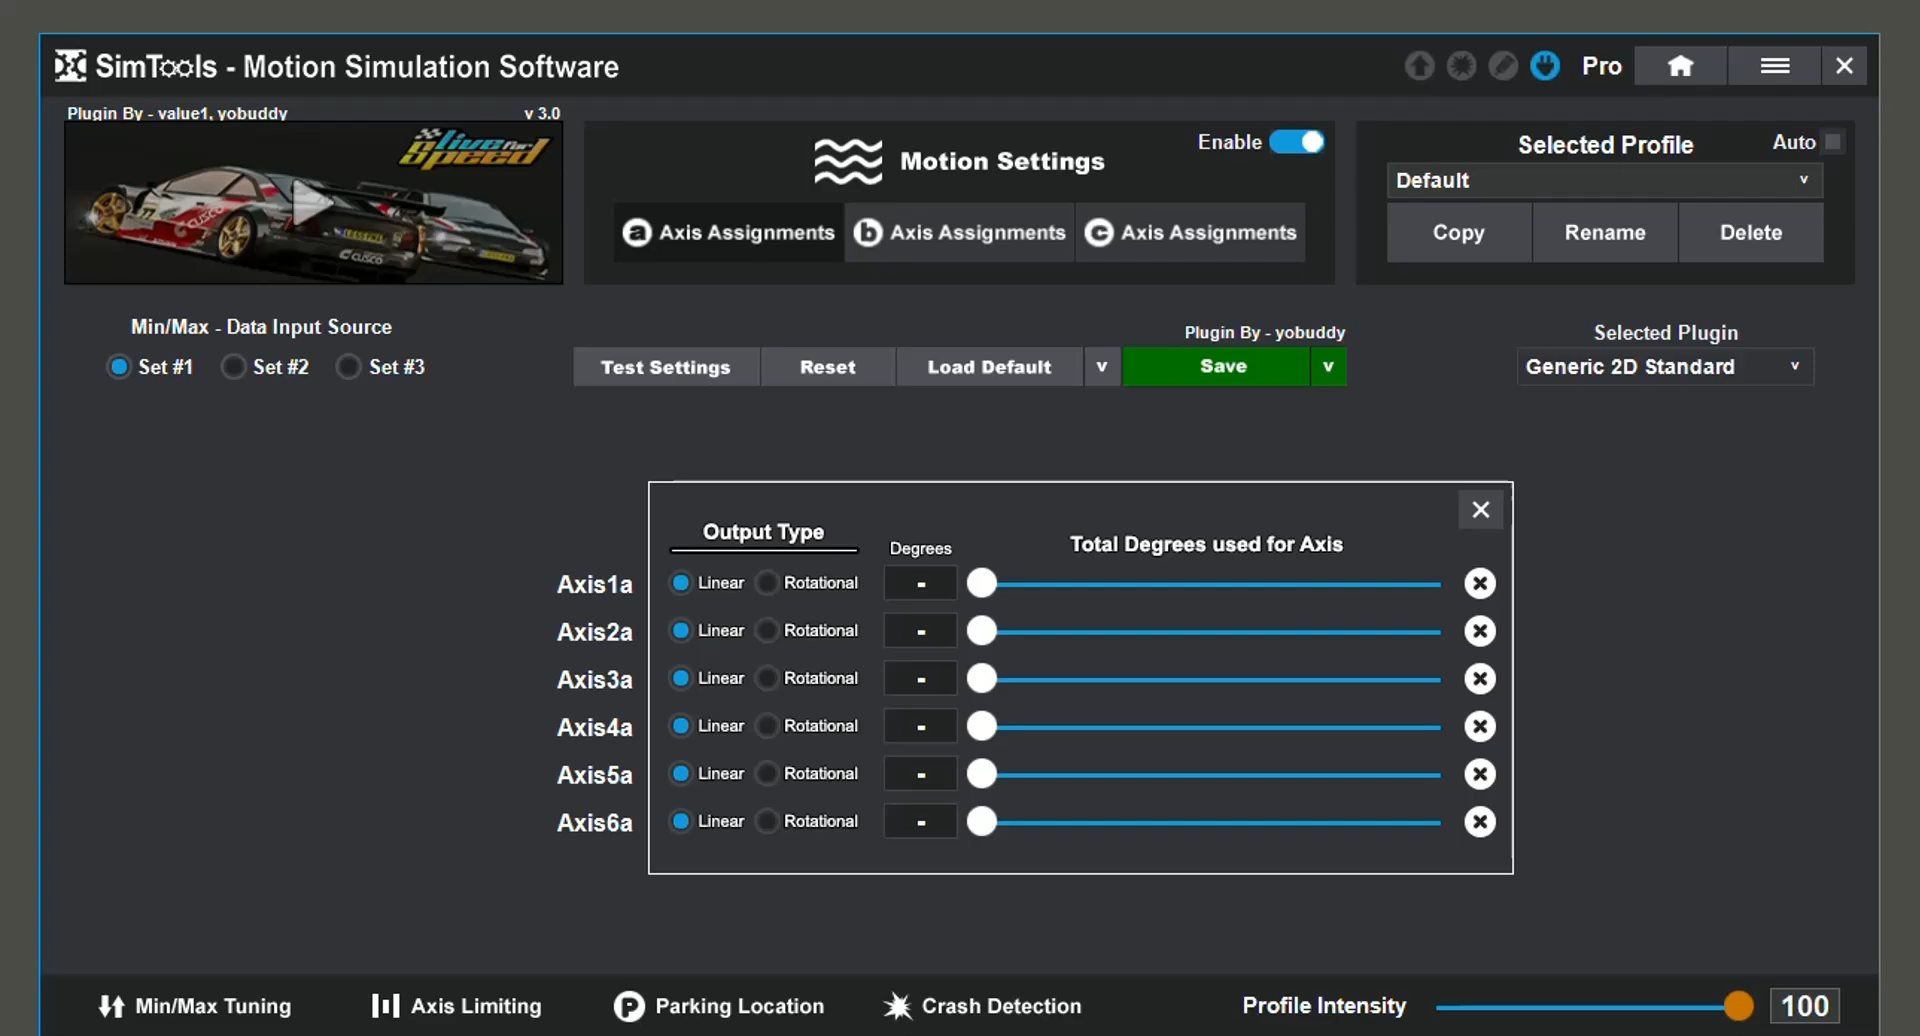 SimTools - Motion Simulation Software
Pro
Plugin By - value1, yobuddy
v 3.0
live for speed
CUSCO
Motion Settings
Enable
a Axis Assignments
b Axis Assignments
c Axis Assignments
Selected Profile
Auto
Default v
Copy
Rename
Delete
Min/Max - Data Input Source
Set #1
Set #2
Set #3
Plugin By - yobuddy
Test Settings
Reset
Load Default
v
Save
v
Selected Plugin
Generic 2D Standard v
Output Type
Degrees
Total Degrees used for Axis
Axis1a Linear Rotational -
Axis2a Linear Rotational -
Axis3a Linear Rotational -
Axis4a Linear Rotational -
Axis5a Linear Rotational -
Axis6a Linear Rotational -
Min/Max Tuning
Axis Limiting
P Parking Location
Crash Detection
Profile Intensity
100